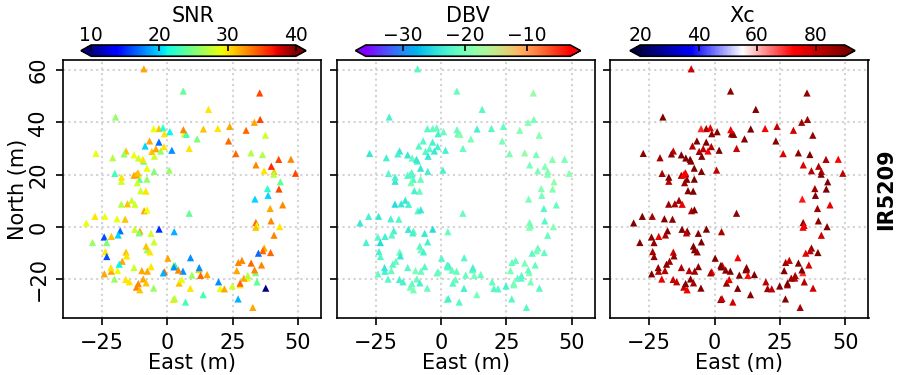 SNR DBV Xc
10 20 30 40 −30 −20 −10 20 40 60 80
60
40
20
0
−20
North (m)
IR5209
−25 0 25 50 −25 0 25 50 −25 0 25 50
East (m) East (m) East (m)